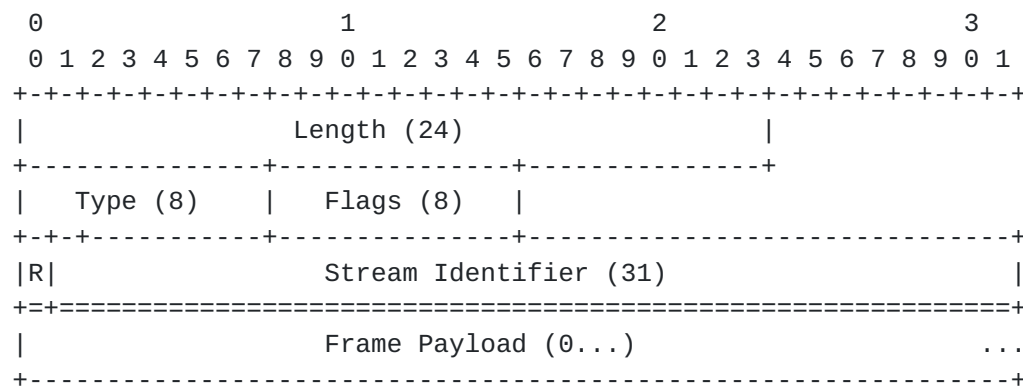 0                   1                   2                   3
 0 1 2 3 4 5 6 7 8 9 0 1 2 3 4 5 6 7 8 9 0 1 2 3 4 5 6 7 8 9 0 1
+-+-+-+-+-+-+-+-+-+-+-+-+-+-+-+-+-+-+-+-+-+-+-+-+-+-+-+-+-+-+-+-+
|                 Length (24)                   |
+---------------+---------------+---------------+
|   Type (8)    |   Flags (8)   |
+-+-+-----------+---------------+-------------------------------+
|R|                 Stream Identifier (31)                      |
+=+=============================================================+
|                   Frame Payload (0...)                      ...
+---------------------------------------------------------------+